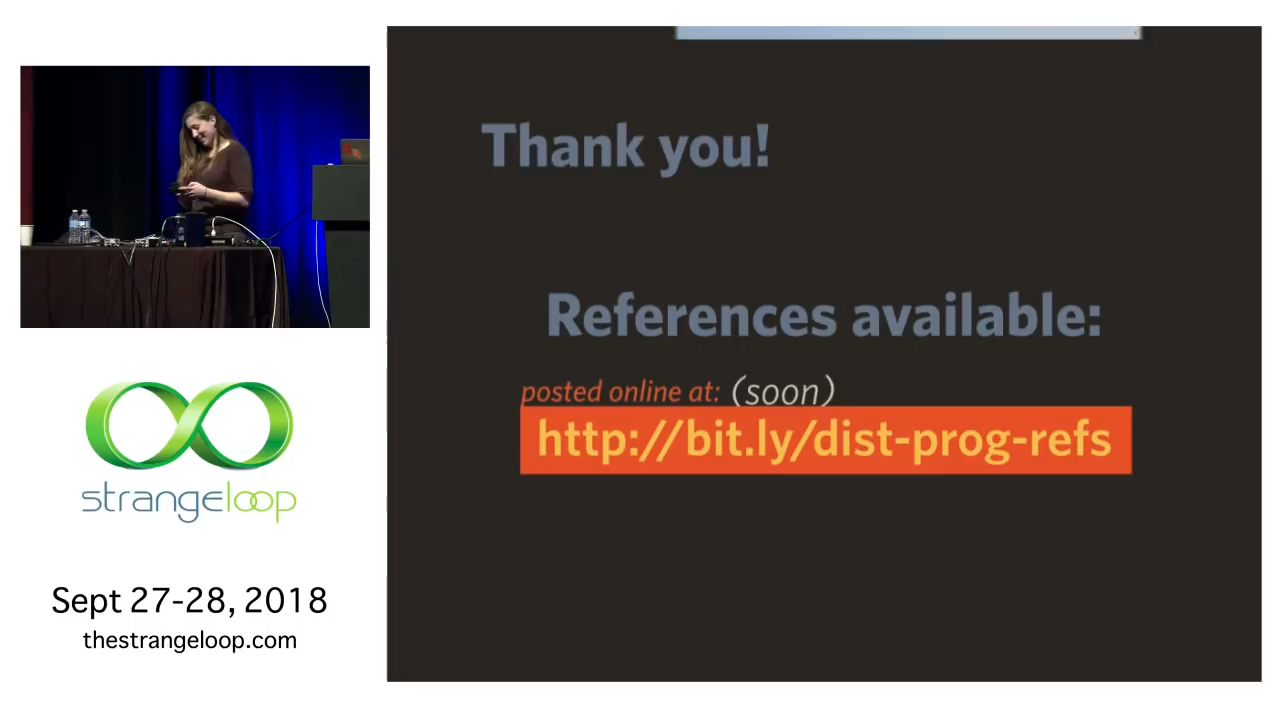 Thank you!
References available:
posted online at: (soon)
http://bit.ly/dist-prog-refs
strangeloop
Sept 27-28, 2018
thestrangeloop.com